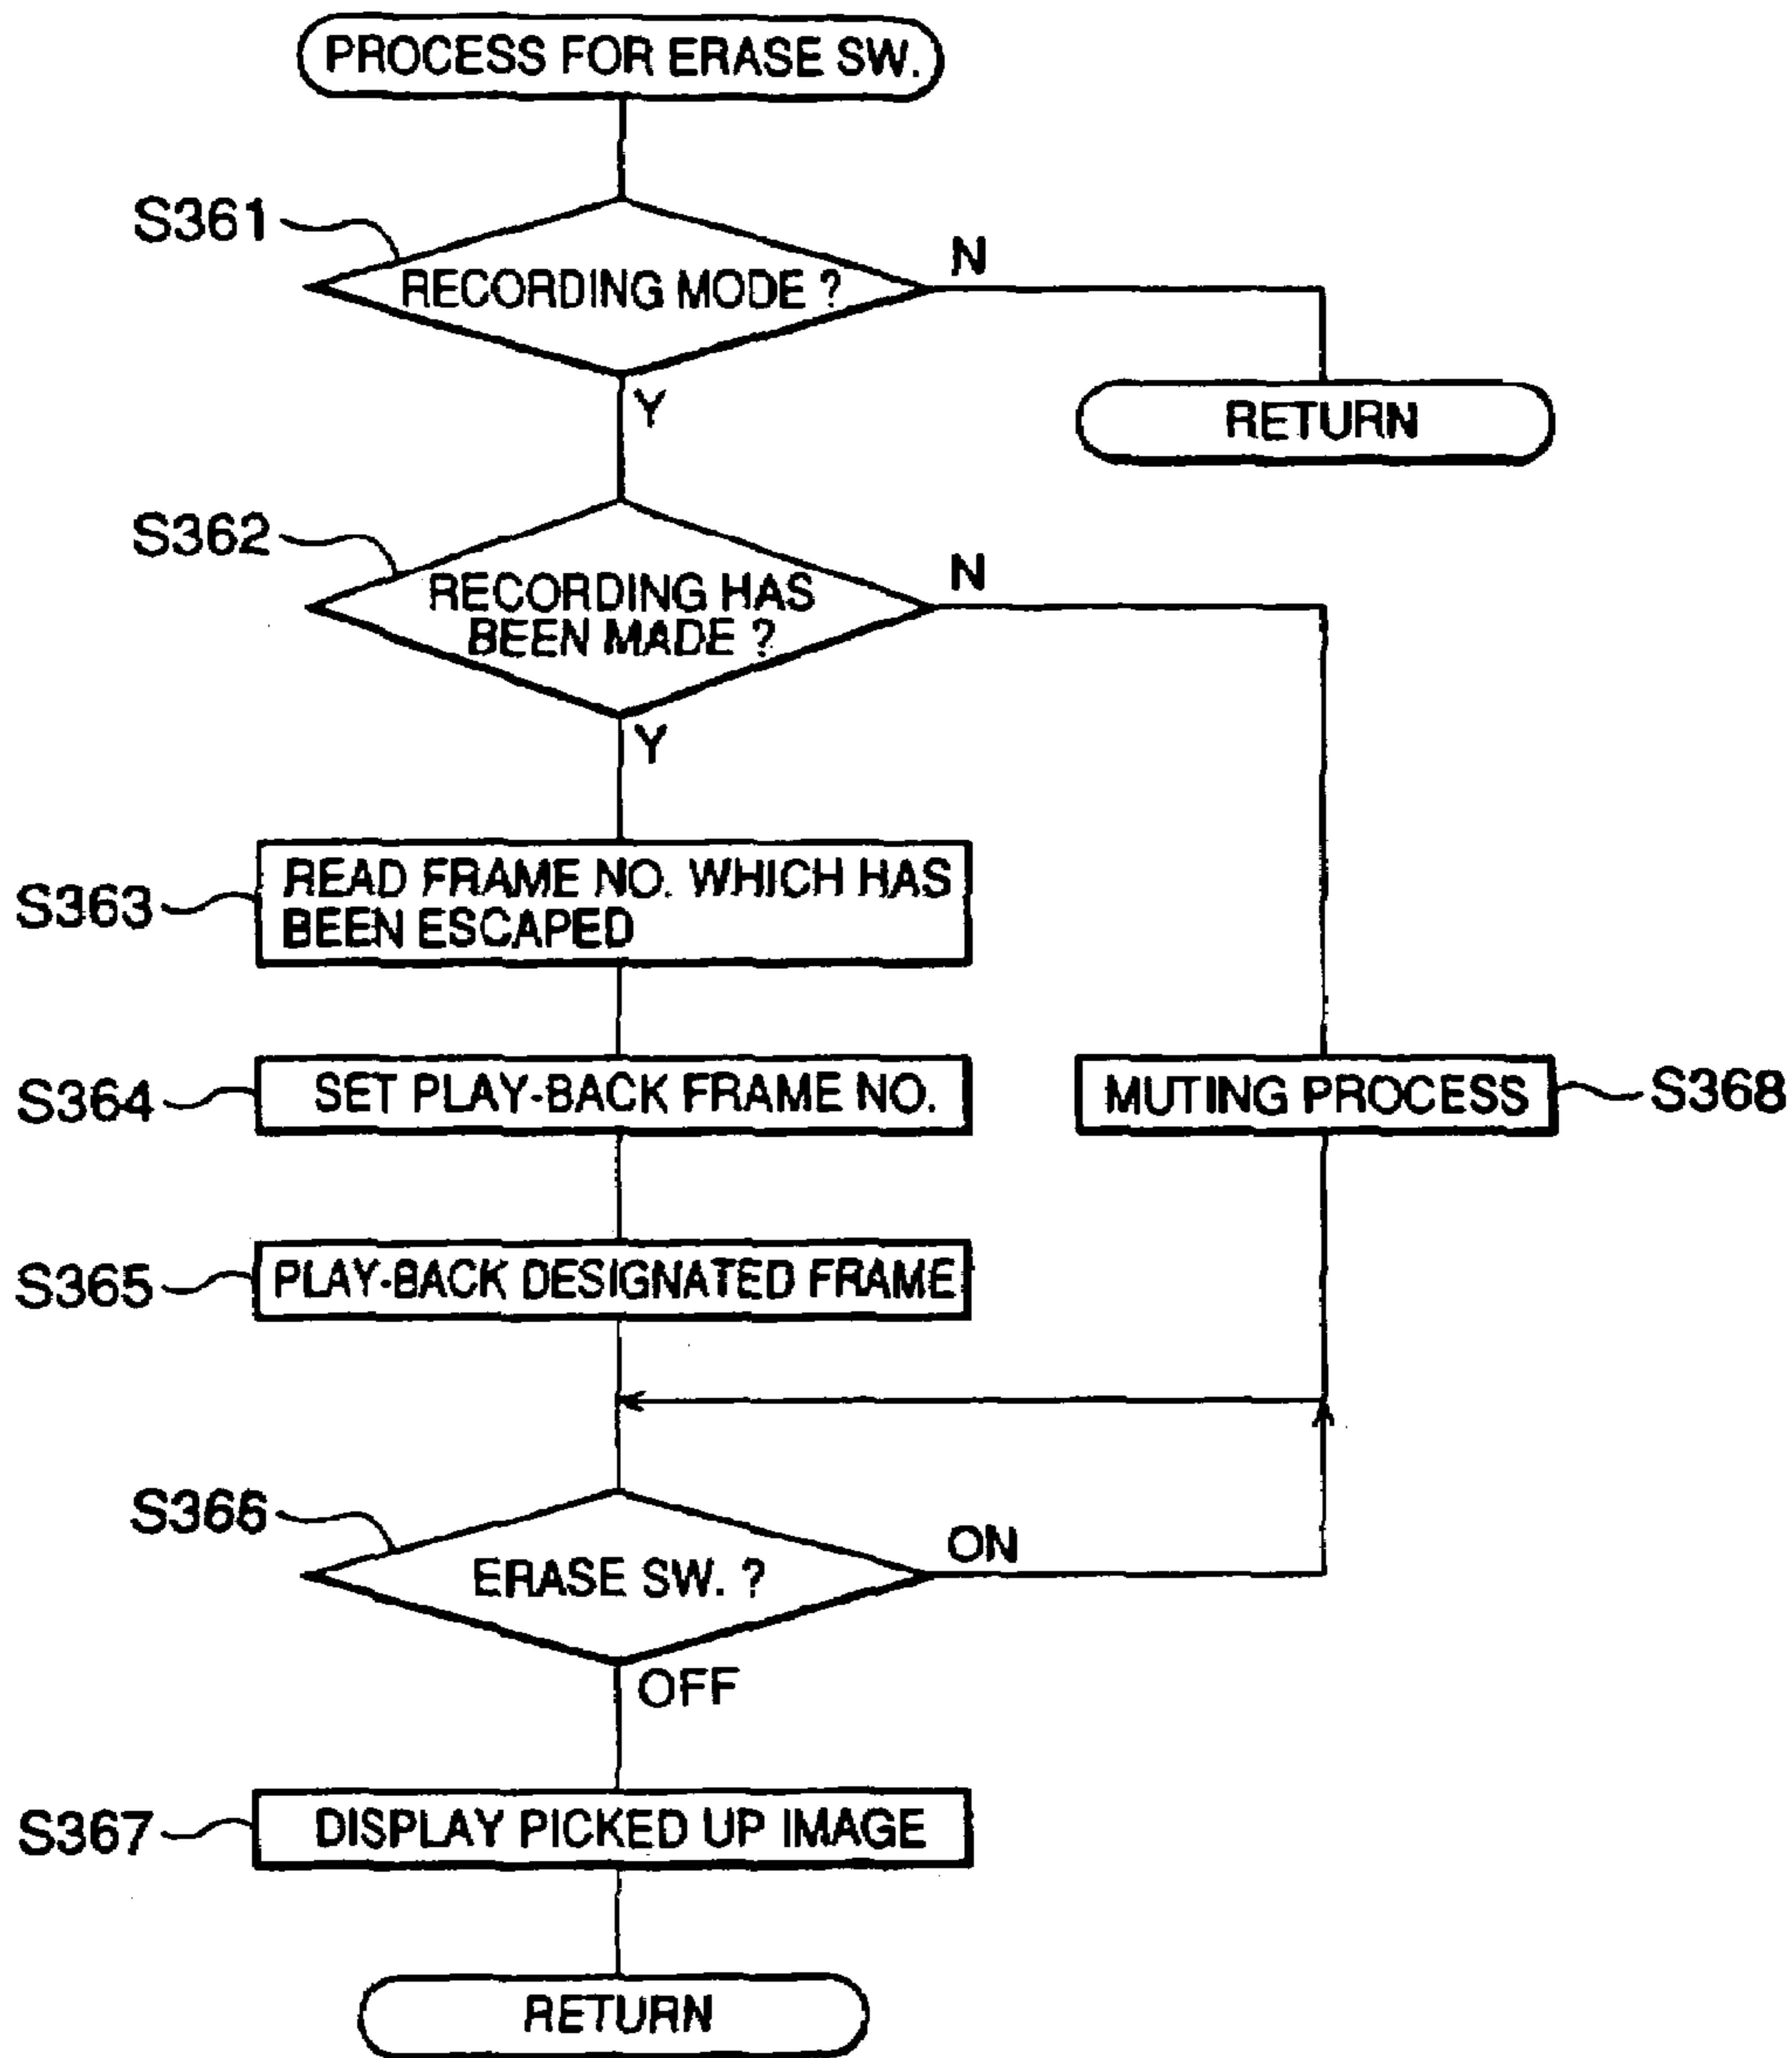 PROCESS FOR ERASE SW.
S361
RECORDING MODE ?
N
Y
RETURN
S362
RECORDING HAS
BEEN MADE ?
N
Y
S363
READ FRAME NO. WHICH HAS
BEEN ESCAPED
S364
SET PLAY-BACK FRAME NO.
MUTING PROCESS
S368
S365
PLAY-BACK DESIGNATED FRAME
S366
ERASE SW. ?
ON
OFF
S367
DISPLAY PICKED UP IMAGE
RETURN